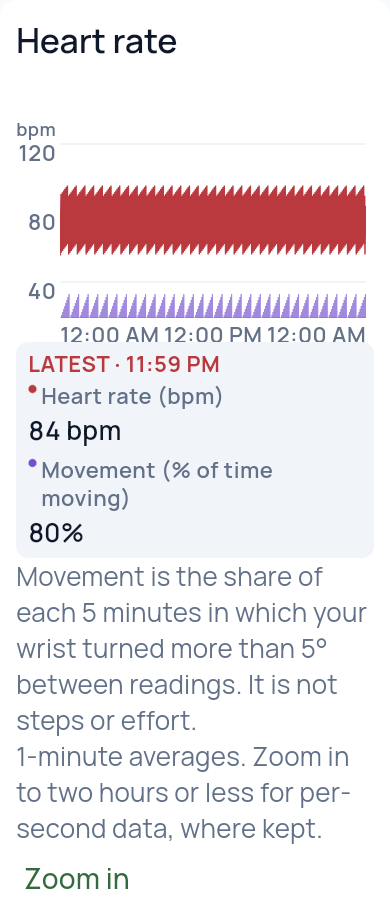 Heart rate
bpm
120
80
40
12:00 AM 12:00 PM 12:00 AM
LATEST · 11:59 PM
Heart rate (bpm)
84 bpm
Movement (% of time
moving)
80%
Movement is the share of
each 5 minutes in which your
wrist turned more than 5°
between readings. It is not
steps or effort.
1-minute averages. Zoom in
to two hours or less for per-
second data, where kept.
Zoom in